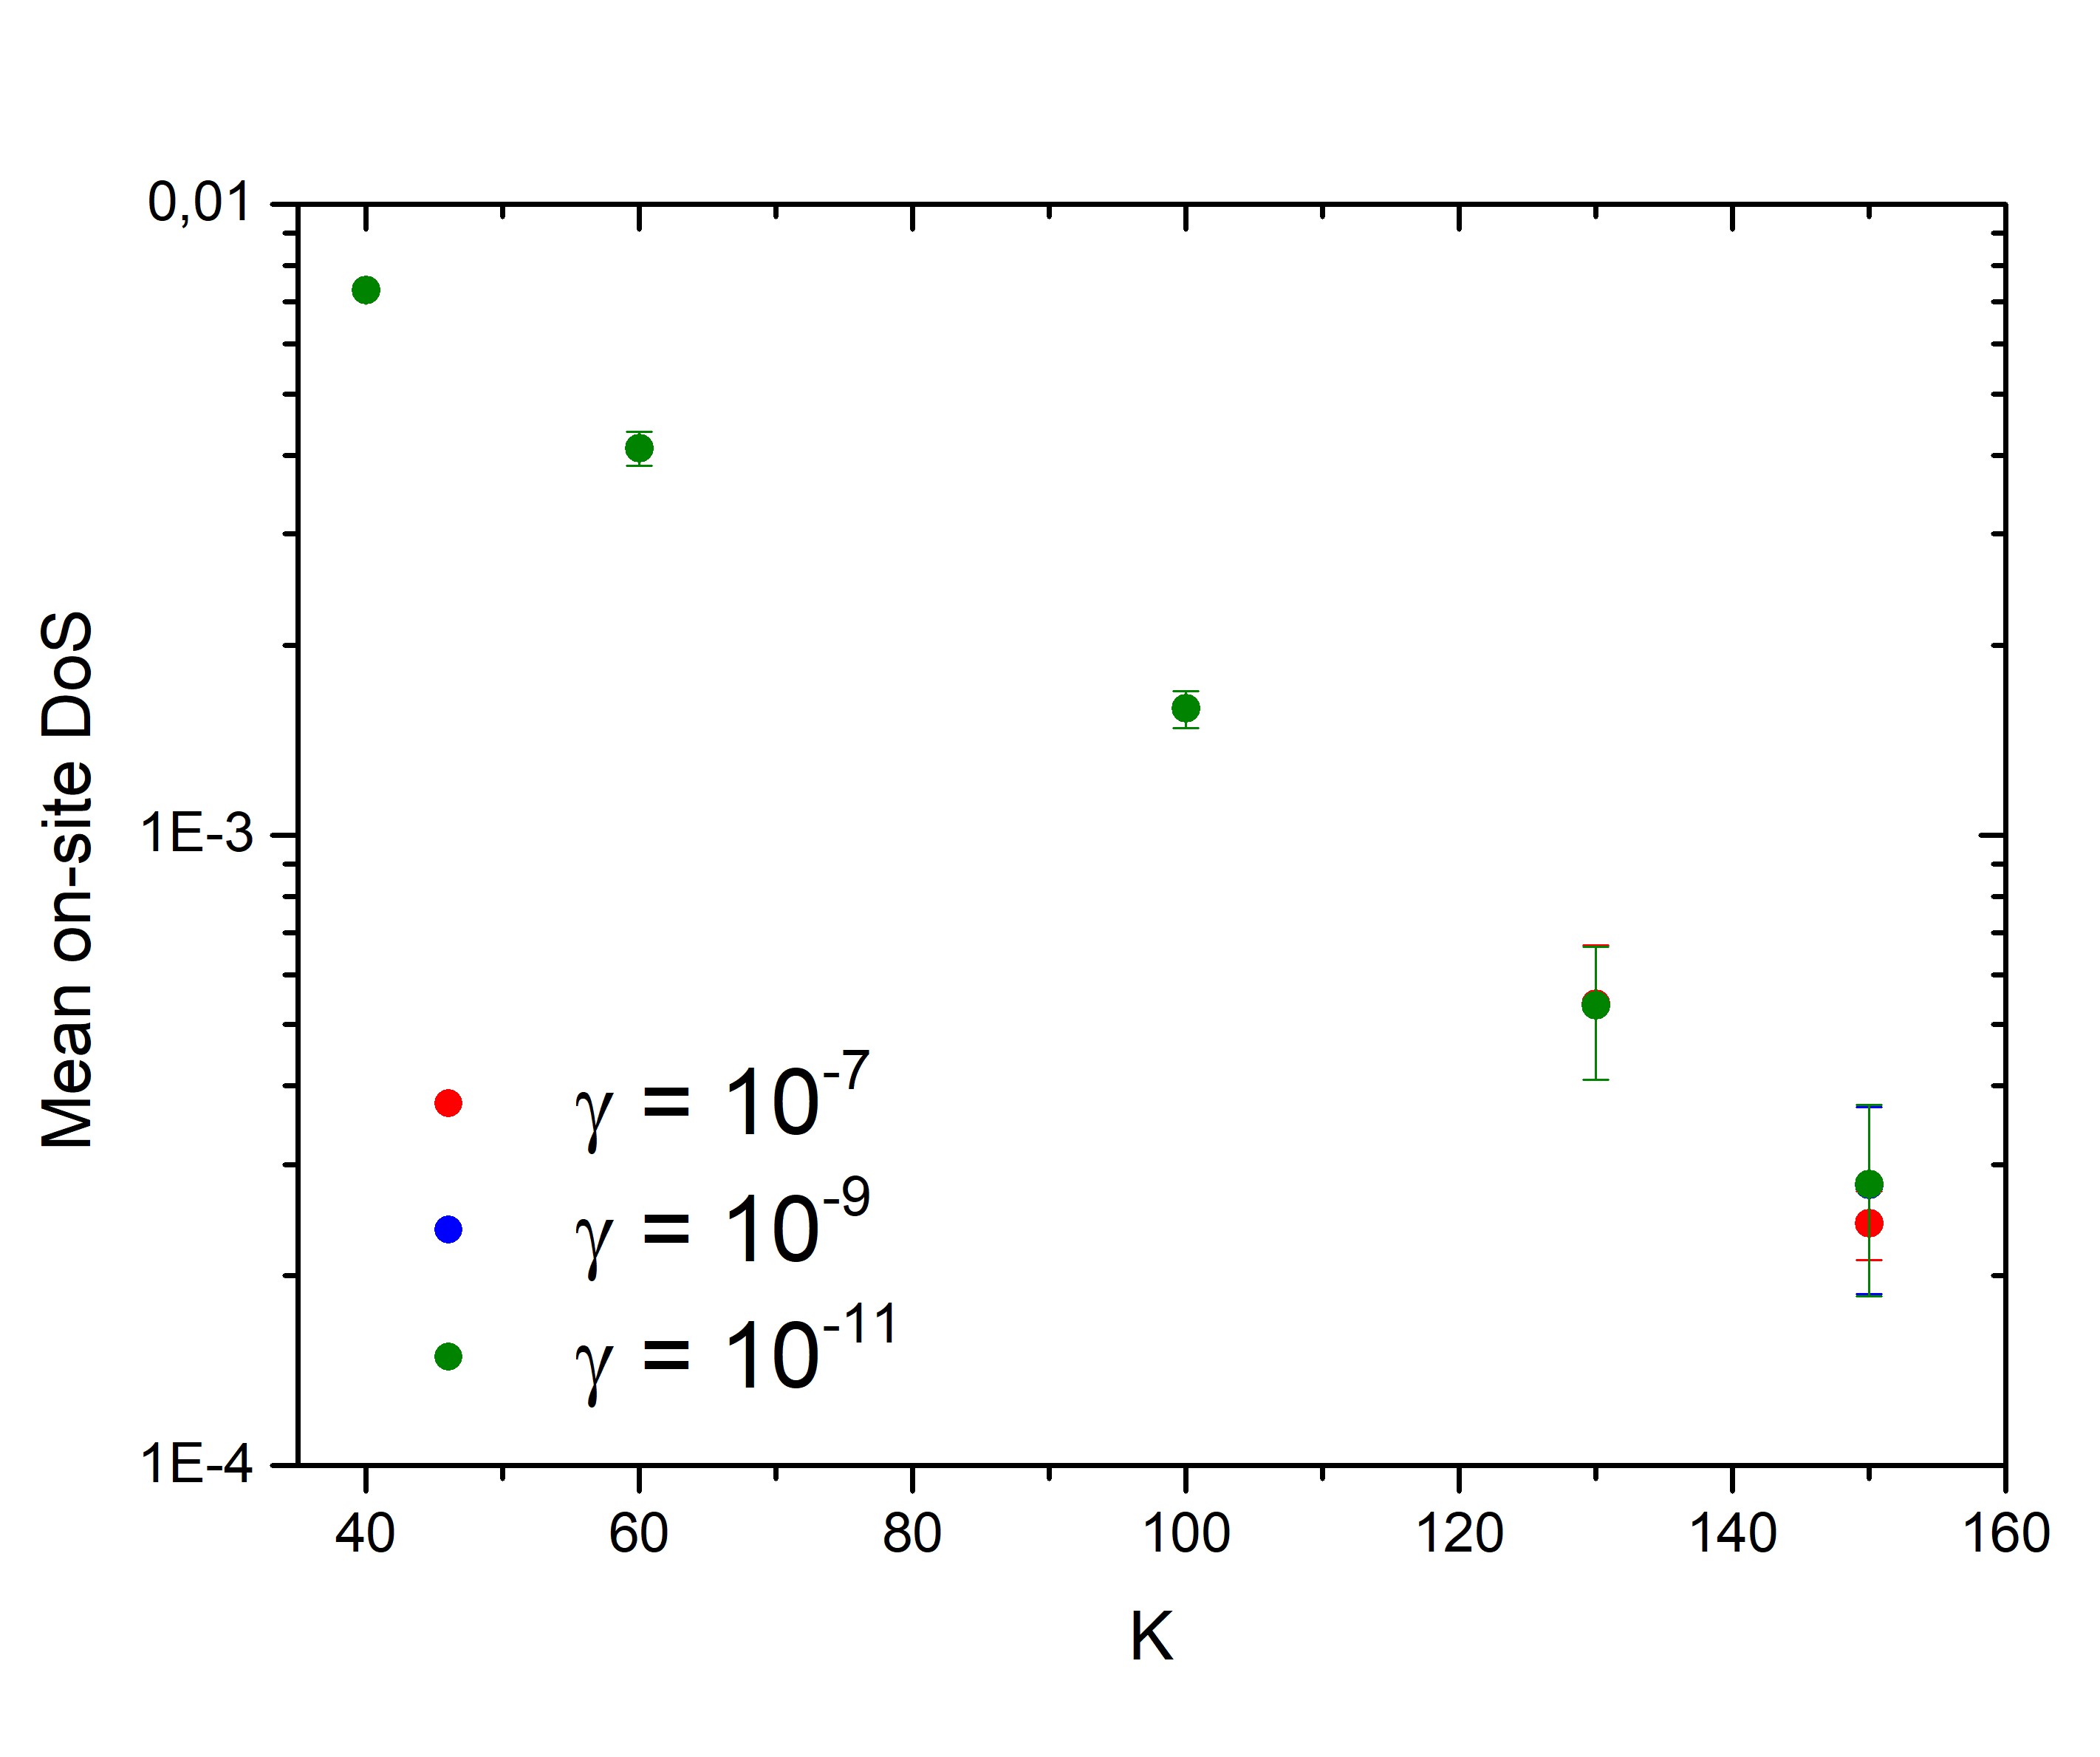 0,01
1E-3
1E-4
Mean on-site DoS
γ = 10^-7
γ = 10^-9
γ = 10^-11
40 60 80 100 120 140 160
K